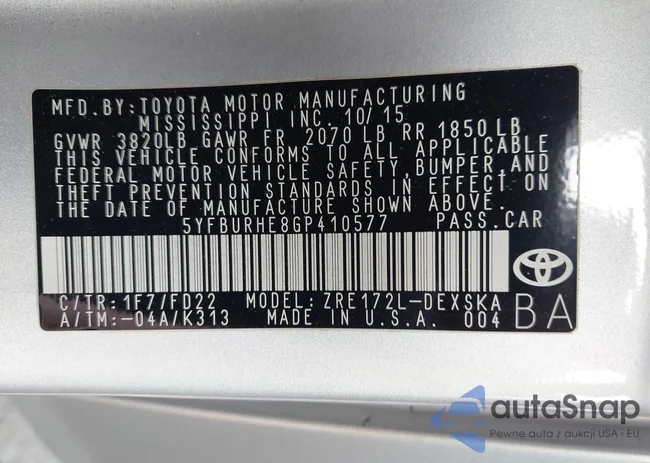 MFD. BY: TOYOTA MOTOR MANUFACTURING
MISSISSIPPI INC. 10/15
GVWR 3820LB GAWR FR 2070 LB RR 1850 LB
THIS VEHICLE CONFORMS TO ALL APPLICABLE
FEDERAL MOTOR VEHICLE SAFETY, BUMPER, AND
THEFT PREVENTION STANDARDS IN EFFECT ON
THE DATE OF MANUFACTURE SHOWN ABOVE.
5YFBURHE8GP410577 PASS. CAR
C/TR: 1F7/FD22 MODEL: ZRE172L-DEXSKA
A/TM: -04A/K313 MADE IN U.S.A. 004 BA
autaSnap
Pewne auta z aukcji USA · EU